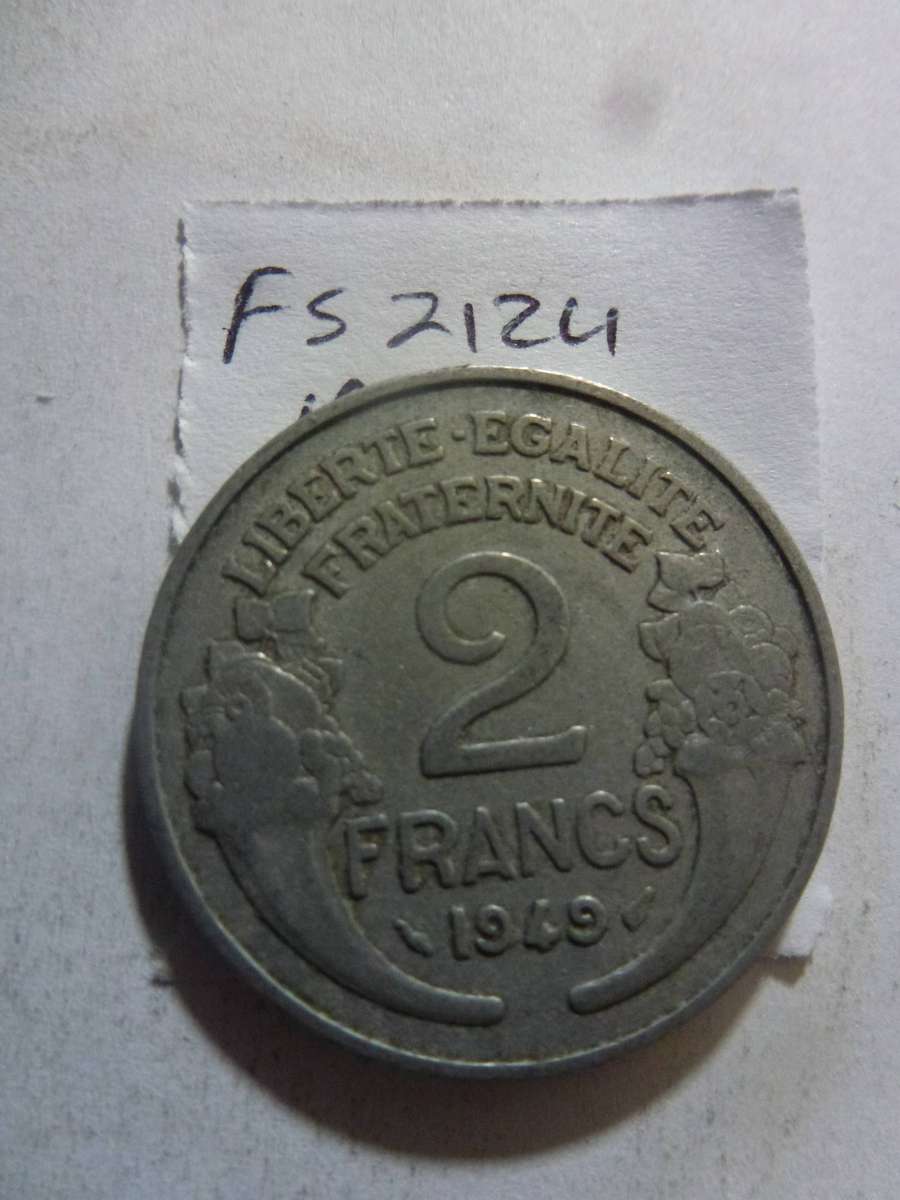 FS 2124
LIBERTE · EGALITE
FRATERNITE
2
FRANCS
1949